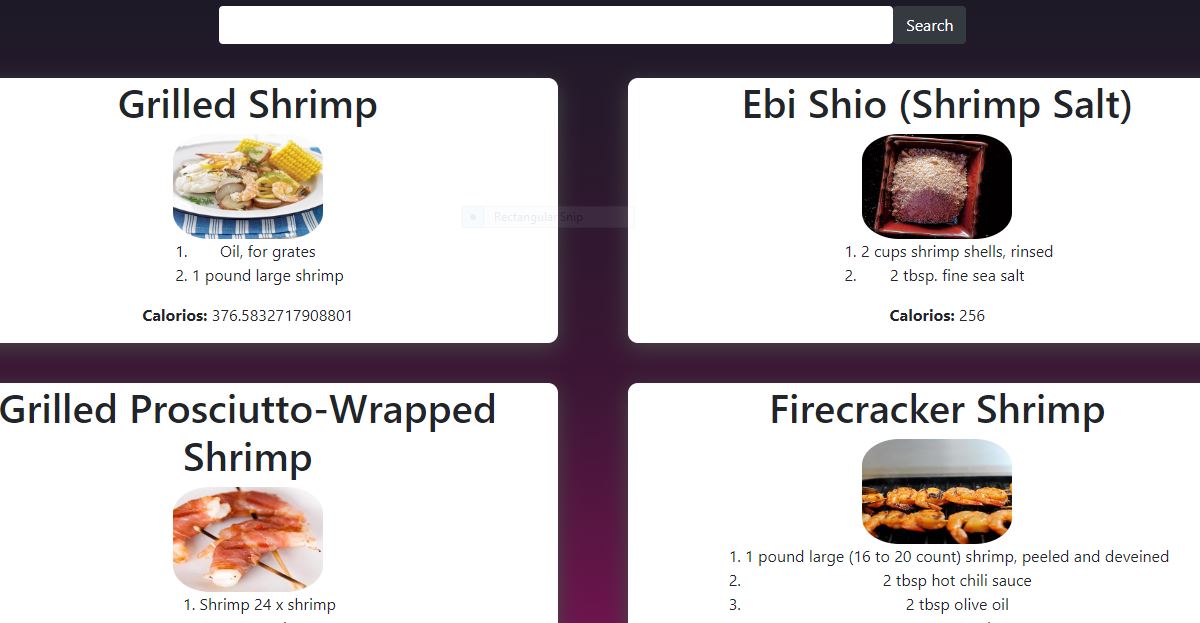 Search
Grilled Shrimp
1. Oil, for grates
2. 1 pound large shrimp
Calorios: 376.5832717908801
Ebi Shio (Shrimp Salt)
1. 2 cups shrimp shells, rinsed
2. 2 tbsp. fine sea salt
Calorios: 256
Rectangular Snip
Grilled Prosciutto-Wrapped
Shrimp
1. Shrimp 24 x shrimp
Firecracker Shrimp
1. 1 pound large (16 to 20 count) shrimp, peeled and deveined
2. 2 tbsp hot chili sauce
3. 2 tbsp olive oil